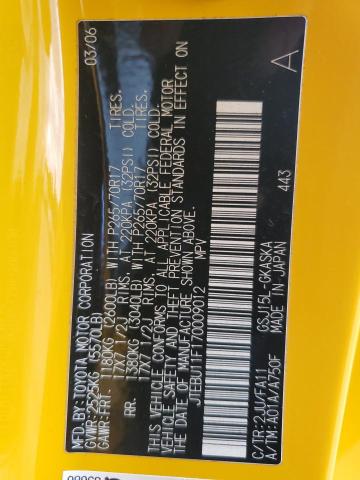 MFD.BY: TOYOTA MOTOR CORPORATION 03/06
GVWR:2525KG (5570LB)
GAWR:FRT. 1180KG (2600LB) WITH P265/70R17 TIRES.
17X7 1/2J RIMS, AT 220KPA (32PSI) COLD.
RR. 1380KG (3040LB) WITH P265/70R17 TIRES.
17X7 1/2J RIMS, AT 220KPA (32PSI) COLD.
THIS VEHICLE CONFORMS TO ALL APPLICABLE FEDERAL MOTOR
VEHICLE SAFETY AND THEFT PREVENTION STANDARDS IN EFFECT ON
THE DATE OF MANUFACTURE SHOWN ABOVE.
JTEBU11F170009012 MPV A
443
GSJ15L-GKASKA
C/TR:2JU/FA11 MADE IN JAPAN
A/TM:A01A/A750F